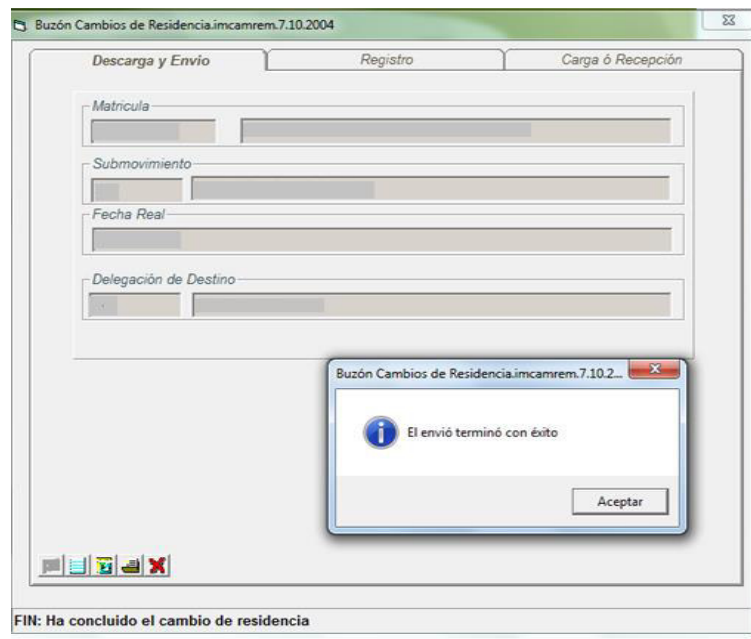 Buzón Cambios de Residencia.imcamrem.7.10.2004
Descarga y Envio
Registro
Carga ó Recepción
Matricula
Submovimiento
Fecha Real
Delegación de Destino
Buzón Cambios de Residencia.imcamrem.7.10.2...
El envió terminó con éxito
Aceptar
FIN: Ha concluido el cambio de residencia